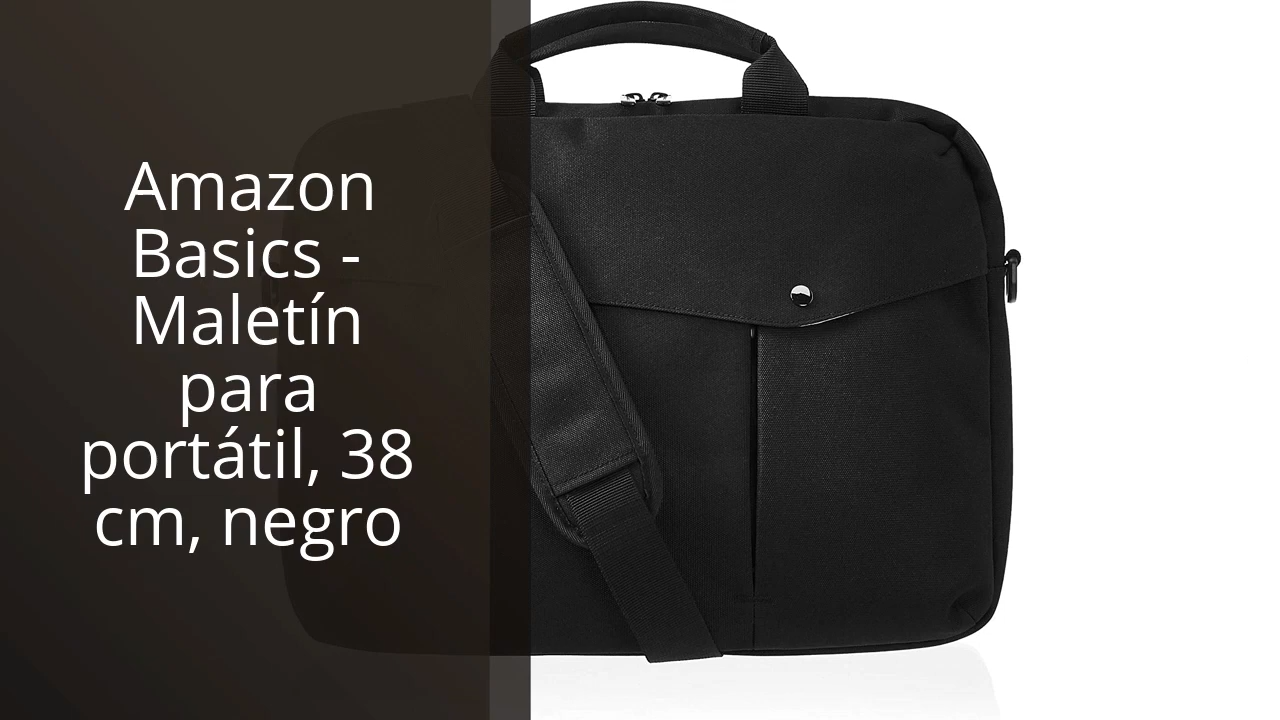 Amazon
Basics -
Maletín
para
portátil, 38
cm, negro